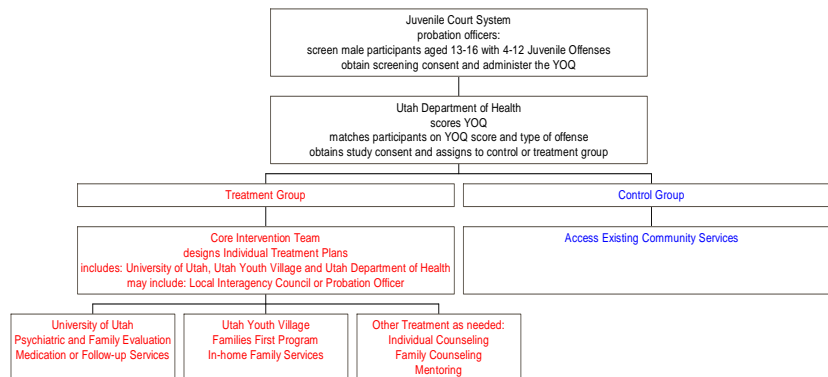 Juvenile Court System
probation officers:
screen male participants aged 13-16 with 4-12 Juvenile Offenses
obtain screening consent and administer the YOQ
Utah Department of Health
scores YOQ
matches participants on YOQ score and type of offense
obtains study consent and assigns to control or treatment group
Treatment Group
Control Group
Core Intervention Team
designs Individual Treatment Plans
includes: University of Utah, Utah Youth Village and Utah Department of Health
may include: Local Interagency Council or Probation Officer
Access Existing Community Services
University of Utah
Psychiatric and Family Evaluation
Medication or Follow-up Services
Utah Youth Village
Families First Program
In-home Family Services
Other Treatment as needed:
Individual Counseling
Family Counseling
Mentoring